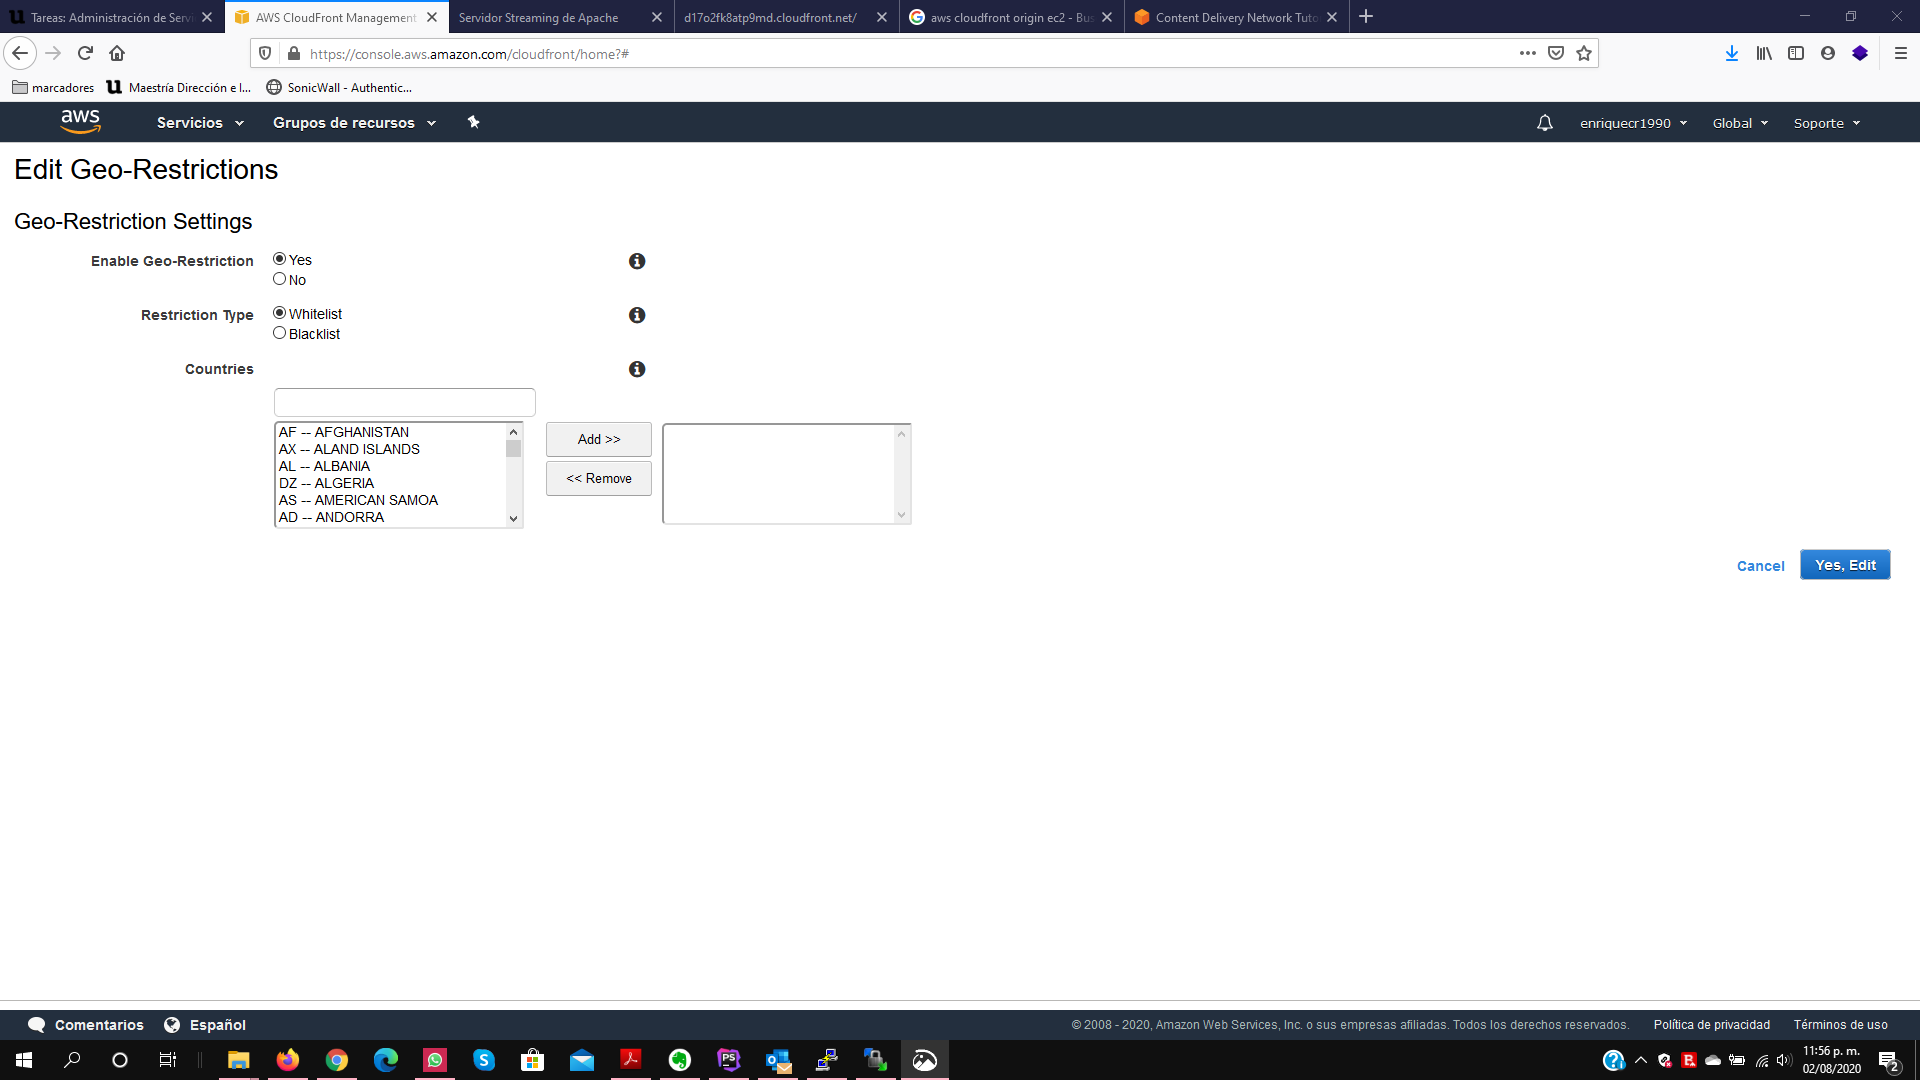 Tareas: Administración de Servi
AWS CloudFront Management
Servidor Streaming de Apache
d17o2fk8atp9md.cloudfront.net/
aws cloudfront origin ec2 - Bus
Content Delivery Network Tuto
https://console.aws.amazon.com/cloudfront/home?#
marcadores
Maestría Dirección e I...
SonicWall - Authentic...
aws
Servicios
Grupos de recursos
enriquecr1990
Global
Soporte
Edit Geo-Restrictions
Geo-Restriction Settings
Enable Geo-Restriction
Yes
No
Restriction Type
Whitelist
Blacklist
Countries
AF -- AFGHANISTAN
AX -- ALAND ISLANDS
AL -- ALBANIA
DZ -- ALGERIA
AS -- AMERICAN SAMOA
AD -- ANDORRA
Add >>
<< Remove
Cancel
Yes, Edit
Comentarios
Español
© 2008 - 2020, Amazon Web Services, Inc. o sus empresas afiliadas. Todos los derechos reservados.
Política de privacidad
Términos de uso
11:56 p. m.
02/08/2020
2